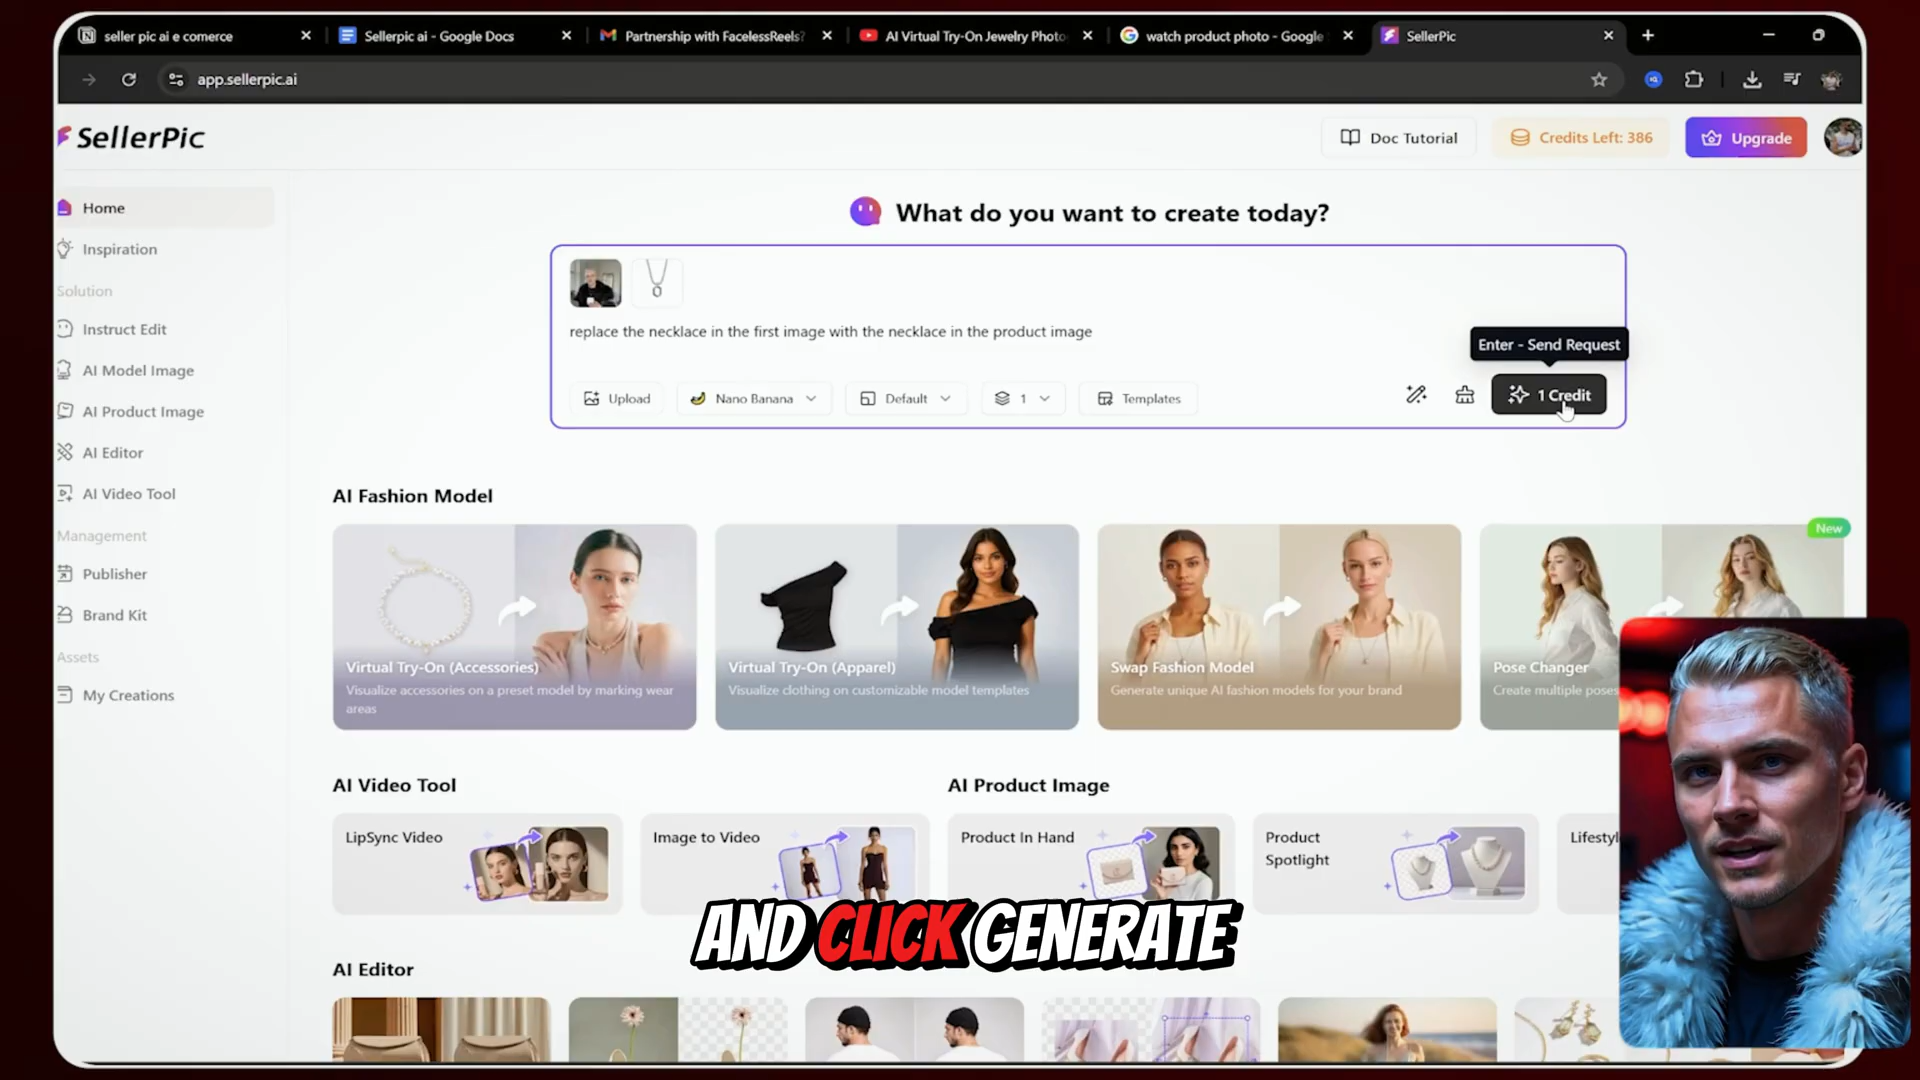 seller pic ai e comerce
Sellerpic ai - Google Docs
Partnership with FacelessReels?
AI Virtual Try-On Jewelry Photo
watch product photo - Google
SellerPic
app.sellerpic.ai
SellerPic
Doc Tutorial
Credits Left: 386
Upgrade
Home
Inspiration
Solution
Instruct Edit
AI Model Image
AI Product Image
AI Editor
AI Video Tool
Management
Publisher
Brand Kit
Assets
My Creations
What do you want to create today?
replace the necklace in the first image with the necklace in the product image
Enter - Send Request
Upload
Nano Banana
Default
1
Templates
1 Credit
AI Fashion Model
New
Virtual Try-On (Accessories)
Visualize accessories on a preset model by marking wear
areas
Virtual Try-On (Apparel)
Visualize clothing on customizable model templates
Swap Fashion Model
Generate unique AI fashion models for your brand
Pose Changer
Create multiple poses
AI Video Tool
LipSync Video
Image to Video
AI Product Image
Product In Hand
Product
Spotlight
Lifestyl
AND CLICK GENERATE
AI Editor